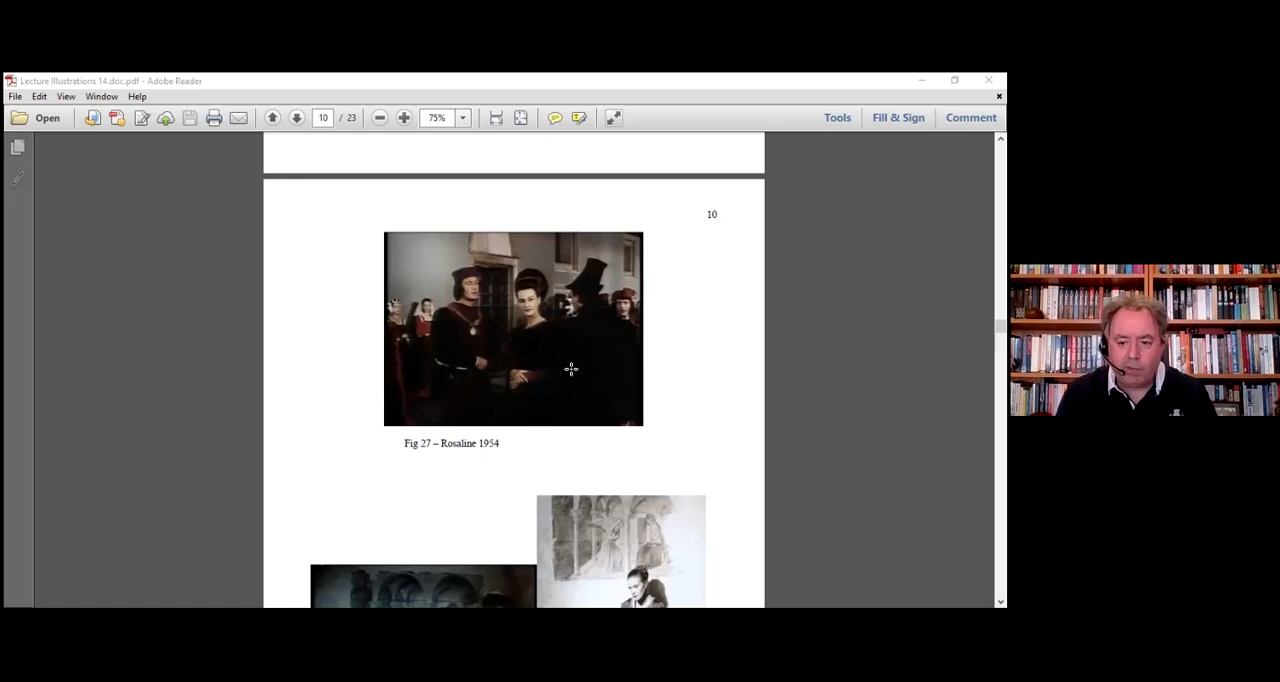 Lecture Illustrations 14.doc.pdf - Adobe Reader
File Edit View Window Help
Open 10 / 23 75% Tools Fill & Sign Comment
10
Fig 27 – Rosaline 1954